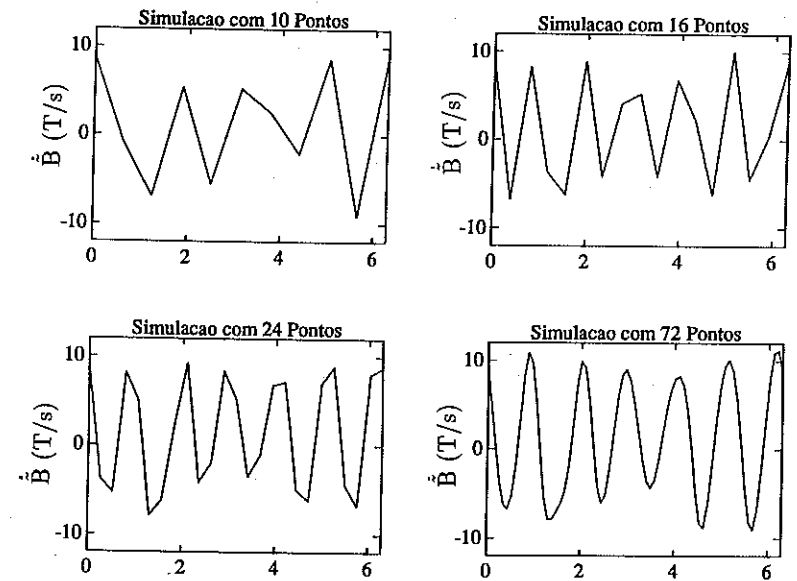 Simulacao com 10 Pontos
10
0
-10
B̃̇ (T/s)
0 2 4 6
Simulacao com 16 Pontos
10
0
-10
B̃̇ (T/s)
0 2 4 6
Simulacao com 24 Pontos
10
0
-10
B̃̇ (T/s)
0 2 4 6
Simulacao com 72 Pontos
10
0
-10
B̃̇ (T/s)
0 2 4 6